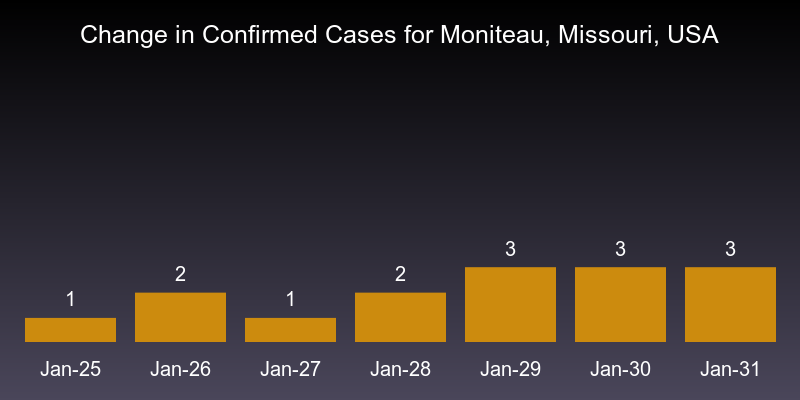 Change in Confirmed Cases for Moniteau, Missouri, USA
3 3 3
2 2
1 1
Jan-25 Jan-26 Jan-27 Jan-28 Jan-29 Jan-30 Jan-31